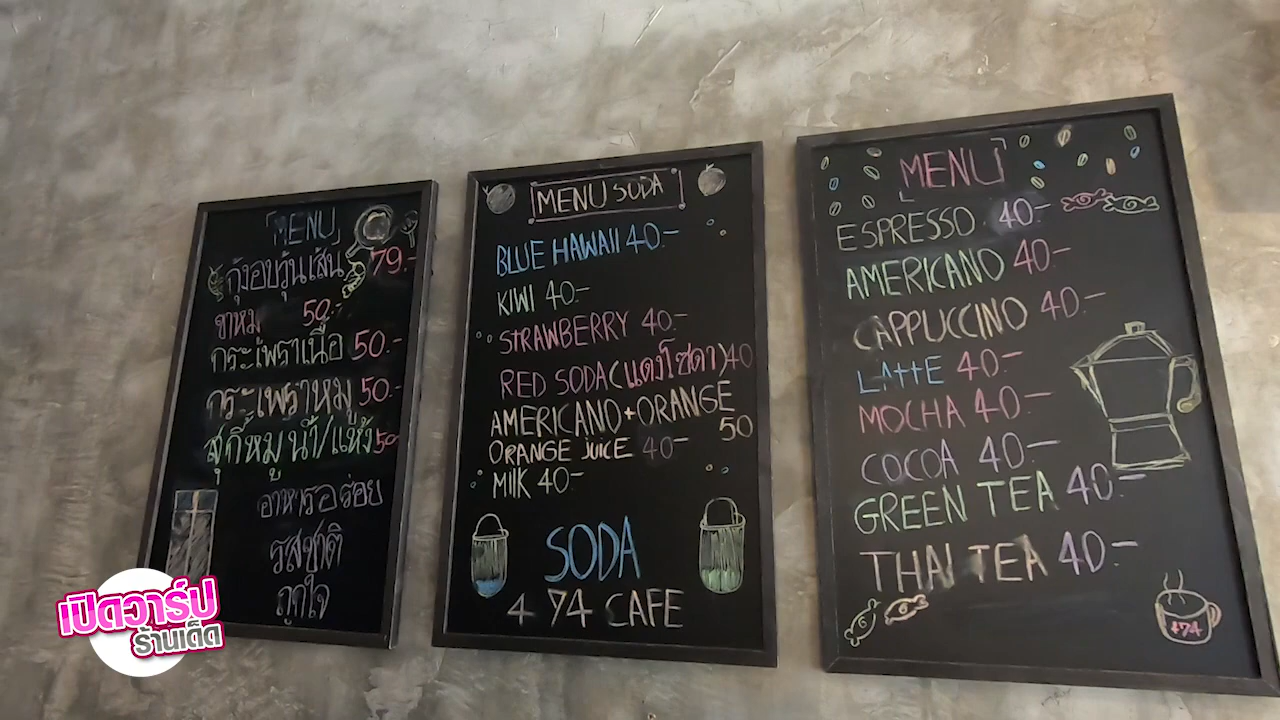 MENU
กุ้งอบวุ้นเส้น 79.-
ขาหมู 50.-
กระเพราเนื้อ 50.-
กระเพราหมู 50.-
สุกี้หมู น้ำ/แห้ง 50-
อาหารอร่อย
รสชาติ
ถูกใจ
MENU SODA
BLUE HAWAII 40.-
KIWI 40.-
STRAWBERRY 40.-
RED SODA (แดงโซดา) 40
AMERICANO+ORANGE
50
ORANGE JUICE 40-
MILK 40.-
SODA
4 74 CAFE
MENU
ESPRESSO 40.-
AMERICANO 40.-
CAPPUCCINO 40.-
LATTE 40.-
MOCHA 40.-
COCOA 40.-
GREEN TEA 40.-
THAI TEA 40.-
474
เปิดวาร์ป
ร้านเด็ด